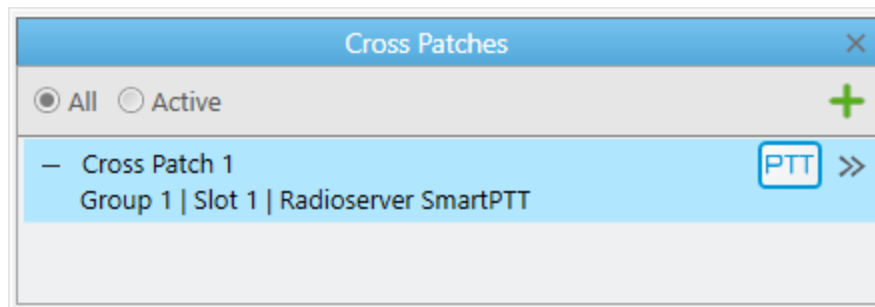 Cross Patches
All Active
Cross Patch 1
PTT
Group 1 | Slot 1 | Radioserver SmartPTT